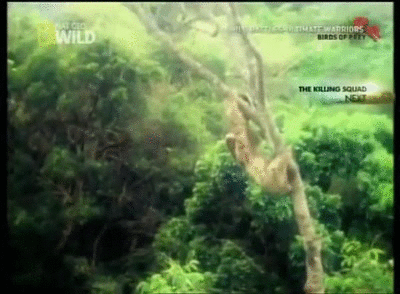 NAT GEO
WILD
ULTIMATE WARRIORS
BIRDS OF PREY
THE KILLING SQUAD
NEXT